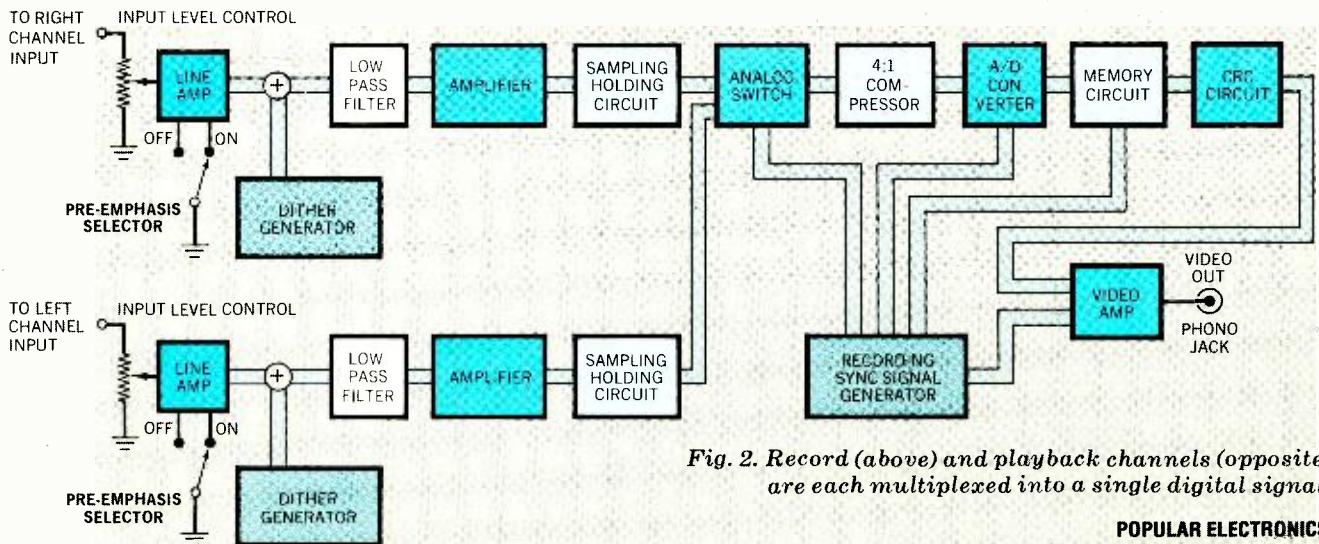 TO RIGHT
CHANNEL
INPUT
INPUT LEVEL CONTROL
LINE
AMP
OFF
ON
PRE-EMPHASIS
SELECTOR
+
DITHER
GENERATOR
LOW
PASS
FILTER
AMPLIFIER
SAMPLING
HOLDING
CIRCUIT
ANALOG
SWITCH
4:1
COM-
PRESSOR
A/D
CON
VERTER
MEMORY
CIRCUIT
CRC
CIRCUIT
TO LEFT
CHANNEL
INPUT
INPUT LEVEL CONTROL
LINE
AMP
OFF
ON
PRE-EMPHASIS
SELECTOR
+
DITHER
GENERATOR
LOW
PASS
FILTER
AMPLIFIER
SAMPLING
HOLDING
CIRCUIT
RECORDING
SYNC SIGNAL
GENERATOR
VIDEO
AMP
VIDEO
OUT
PHONO
JACK
Fig. 2. Record (above) and playback channels (opposite
are each multiplexed into a single digital signal
POPULAR ELECTRONICS